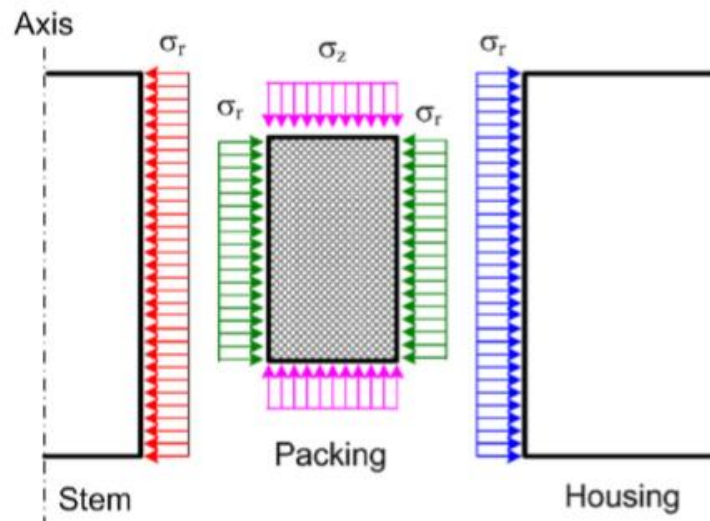 Axis
σr
σz
σr
σr
σr
Packing
Stem
Housing